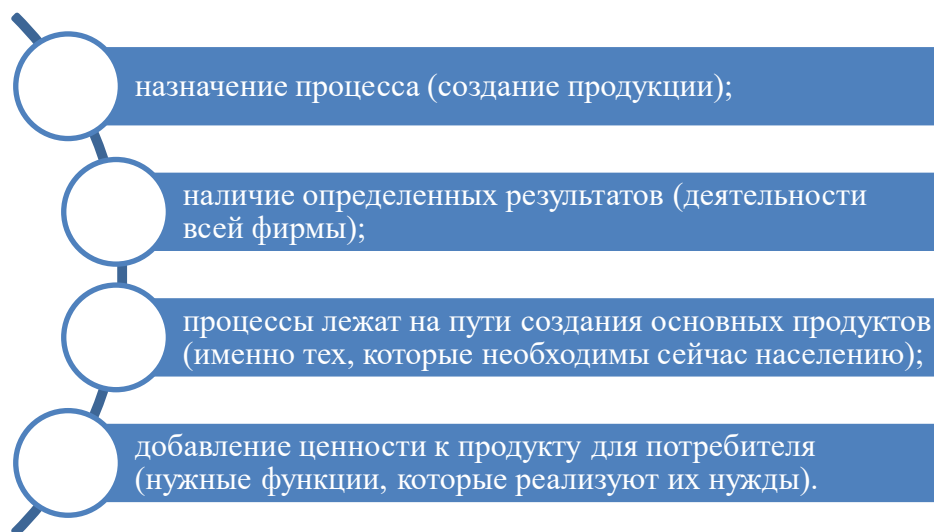 назначение процесса (создание продукции);
наличие определенных результатов (деятельности
всей фирмы);
процессы лежат на пути создания основных продуктов
(именно тех, которые необходимы сейчас населению);
добавление ценности к продукту для потребителя
(нужные функции, которые реализуют их нужды).